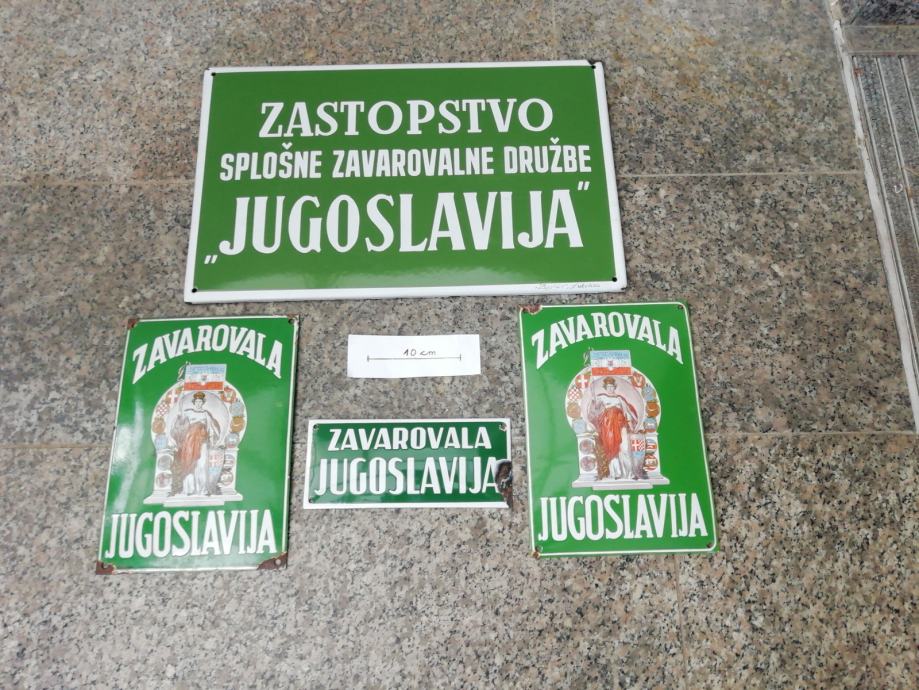 ZASTOPSTVO
SPLOŠNE ZAVAROVALNE DRUŽBE
„JUGOSLAVIJA"
ZAVAROVALA
JUGOSLAVIJA
10 cm
ZAVAROVALA
JUGOSLAVIJA
ZAVAROVALA
JUGOSLAVIJA